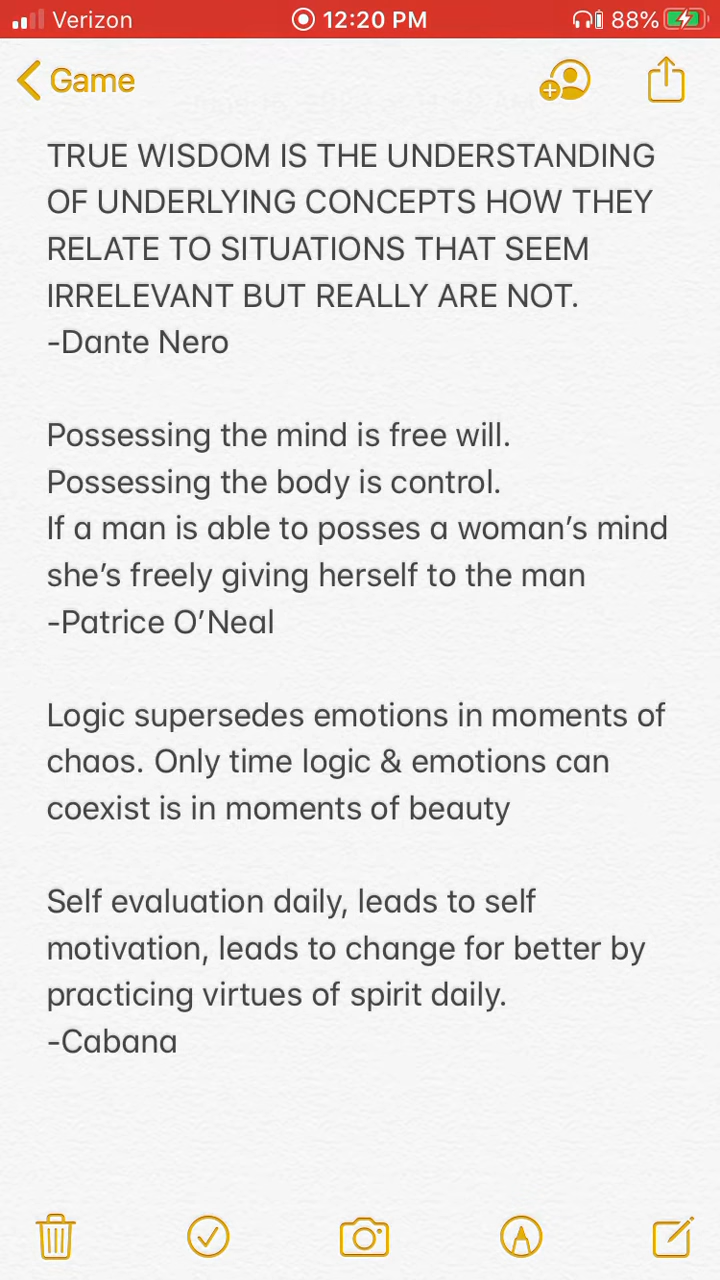 Verizon 12:20 PM 88%
Game
TRUE WISDOM IS THE UNDERSTANDING
OF UNDERLYING CONCEPTS HOW THEY
RELATE TO SITUATIONS THAT SEEM
IRRELEVANT BUT REALLY ARE NOT.
-Dante Nero
Possessing the mind is free will.
Possessing the body is control.
If a man is able to posses a woman’s mind
she’s freely giving herself to the man
-Patrice O’Neal
Logic supersedes emotions in moments of
chaos. Only time logic & emotions can
coexist is in moments of beauty
Self evaluation daily, leads to self
motivation, leads to change for better by
practicing virtues of spirit daily.
-Cabana